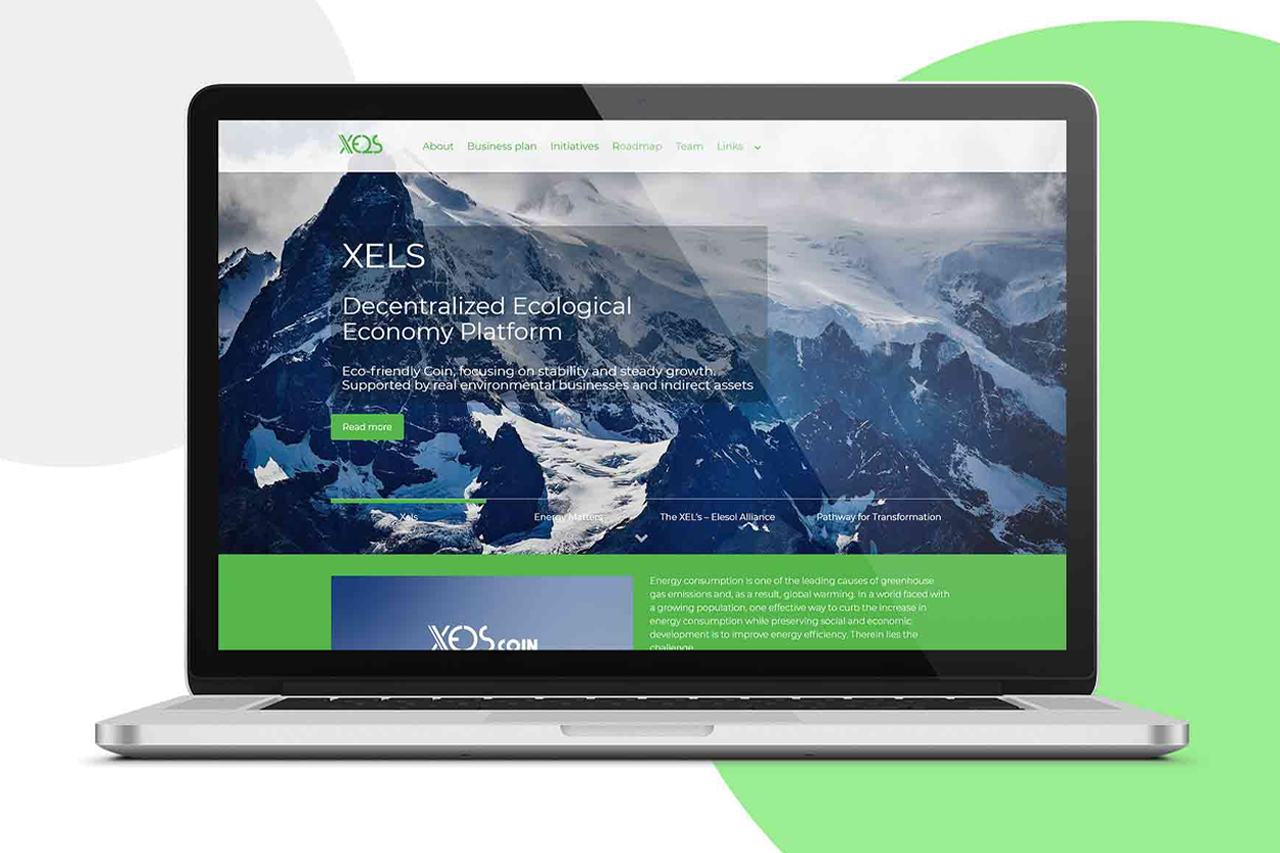 XELS
About Business plan Initiatives Roadmap Team Links
XELS
Decentralized Ecological
Economy Platform
Eco-friendly Coin, focusing on stability and steady growth.
Supported by real environmental businesses and indirect assets
Read more
Xels Energy Matters The XEL's – Elesol Alliance Pathway for Transformation
Energy consumption is one of the leading causes of greenhouse
gas emissions and, as a result, global warming. In a world faced with
a growing population, one effective way to curb the increase in
energy consumption while preserving social and economic
development is to improve energy efficiency. Therein lies the
challenge.
XELS COIN